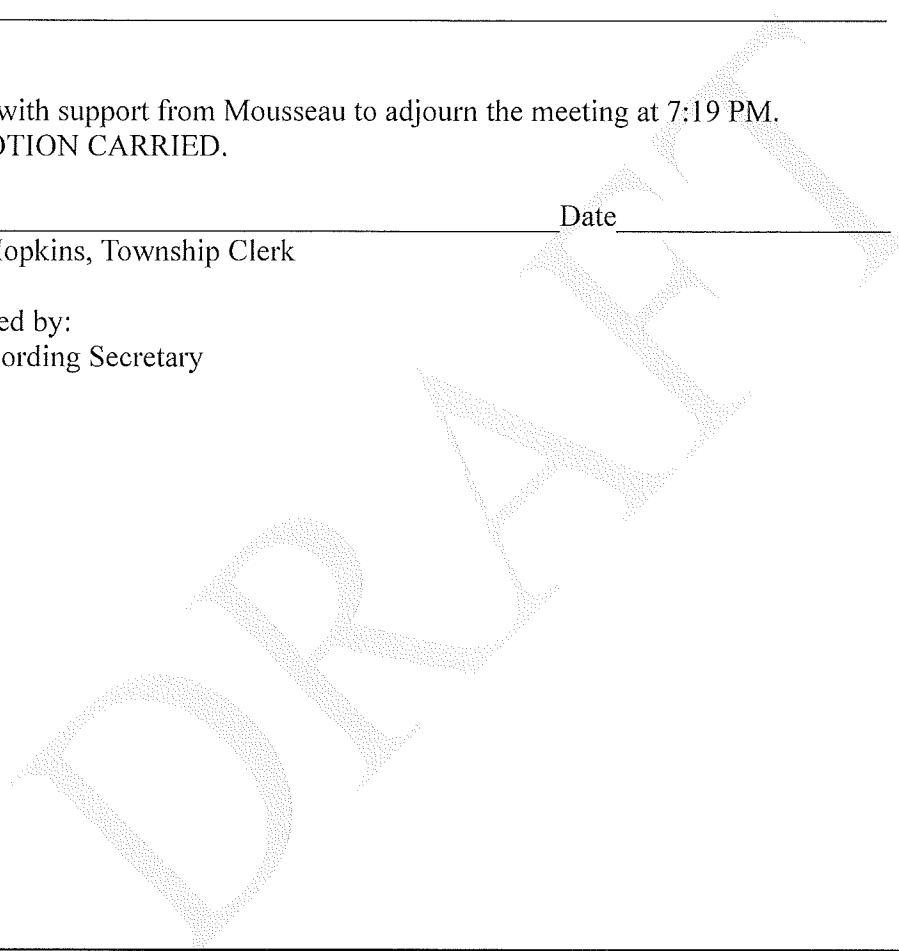 with support from Mousseau to adjourn the meeting at 7:19 PM.
OTION CARRIED.
Date
opkins, Township Clerk
ed by:
ording Secretary
DRAFT